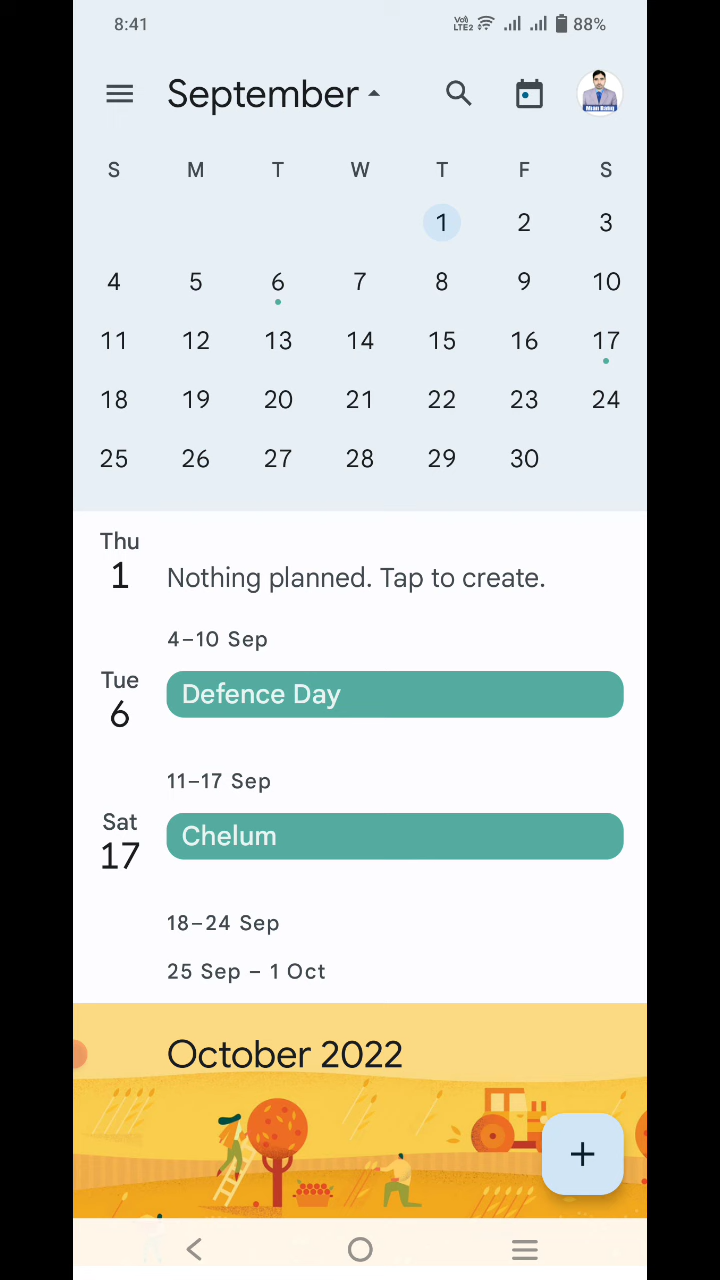 8:41 Vo) LTE2 88%
September
S M T W T F S
1 2 3
4 5 6 7 8 9 10
11 12 13 14 15 16 17
18 19 20 21 22 23 24
25 26 27 28 29 30
Thu
1 Nothing planned. Tap to create.
4–10 Sep
Tue
6 Defence Day
11–17 Sep
Sat
17 Chelum
18–24 Sep
25 Sep – 1 Oct
October 2022
+